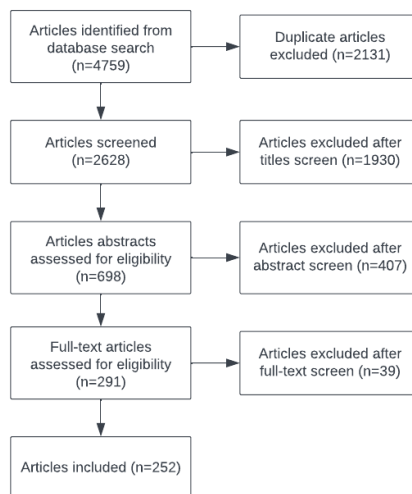 Articles identified from
database search
(n=4759)
Duplicate articles
excluded (n=2131)
Articles screened
(n=2628)
Articles excluded after
titles screen (n=1930)
Articles abstracts
assessed for eligibility
(n=698)
Articles excluded after
abstract screen (n=407)
Full-text articles
assessed for eligibility
(n=291)
Articles excluded after
full-text screen (n=39)
Articles included (n=252)